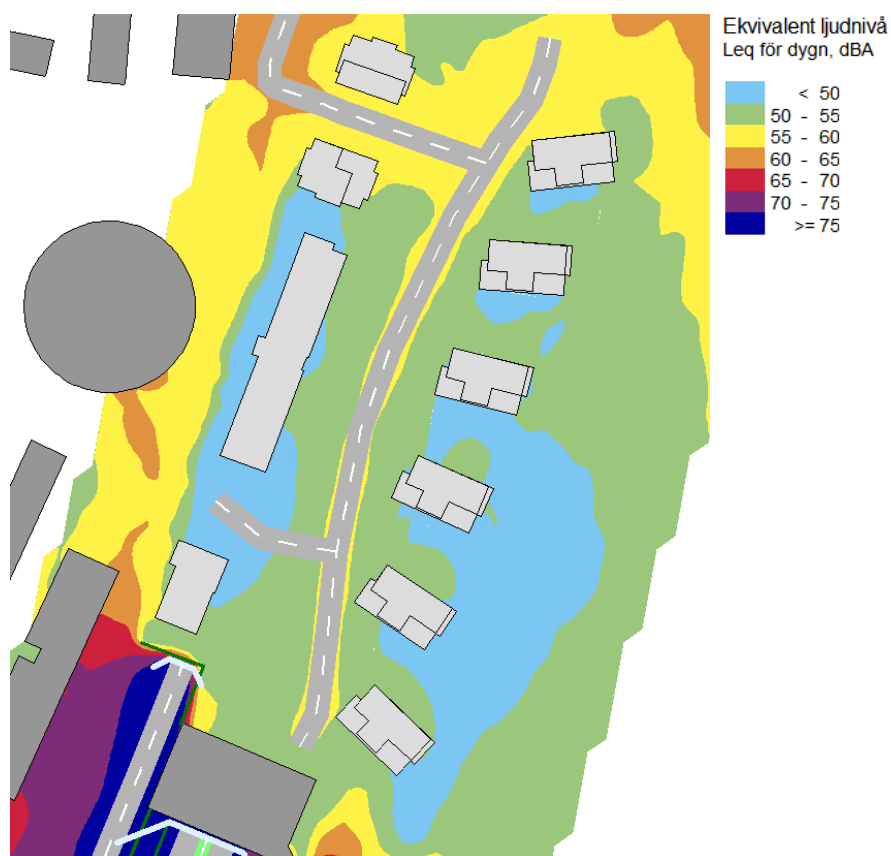 Ekvivalent ljudnivå
Leq för dygn, dBA
< 50
50 - 55
55 - 60
60 - 65
65 - 70
70 - 75
>= 75